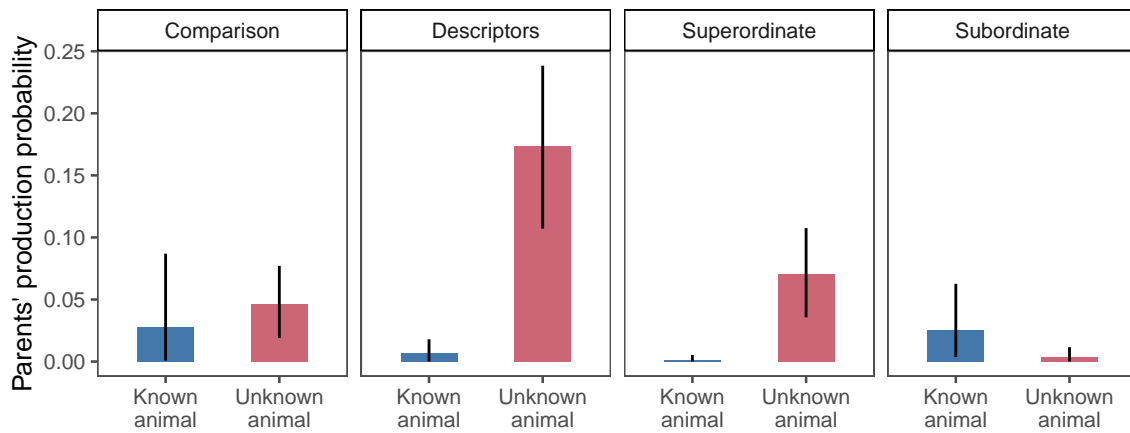 Comparison
Descriptors
Superordinate
Subordinate
Parents' production probability
0.25
0.20
0.15
0.10
0.05
0.00
Known
animal
Unknown
animal
Known
animal
Unknown
animal
Known
animal
Unknown
animal
Known
animal
Unknown
animal